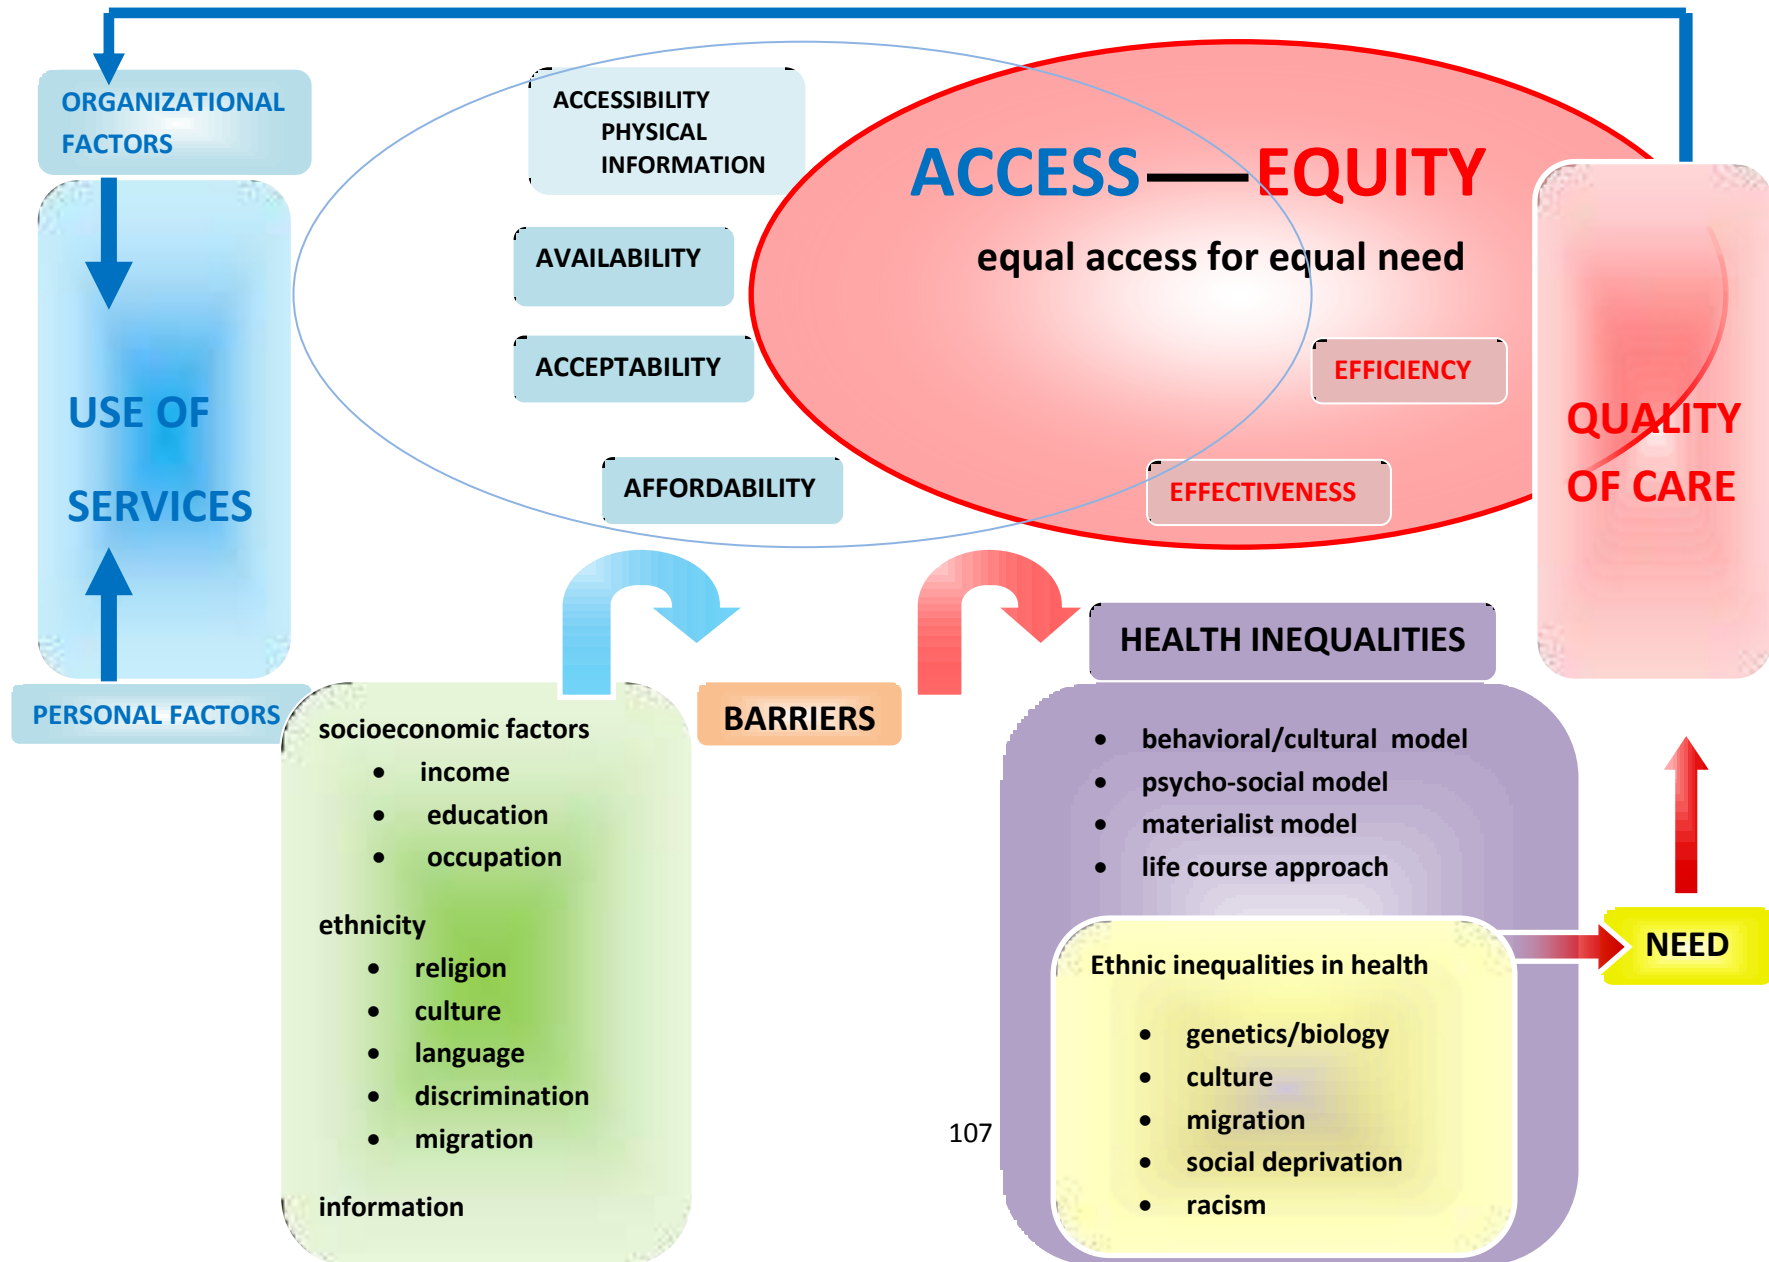 ORGANIZATIONAL
FACTORS
USE OF
SERVICES
PERSONAL FACTORS
ACCESSIBILITY
PHYSICAL
INFORMATION
AVAILABILITY
ACCEPTABILITY
AFFORDABILITY
ACCESS — EQUITY
equal access for equal need
EFFICIENCY
EFFECTIVENESS
QUALITY
OF CARE
socioeconomic factors
• income
• education
• occupation
ethnicity
• religion
• culture
• language
• discrimination
• migration
information
BARRIERS
HEALTH INEQUALITIES
• behavioral/cultural model
• psycho-social model
• materialist model
• life course approach
Ethnic inequalities in health
• genetics/biology
• culture
• migration
• social deprivation
• racism
NEED
107